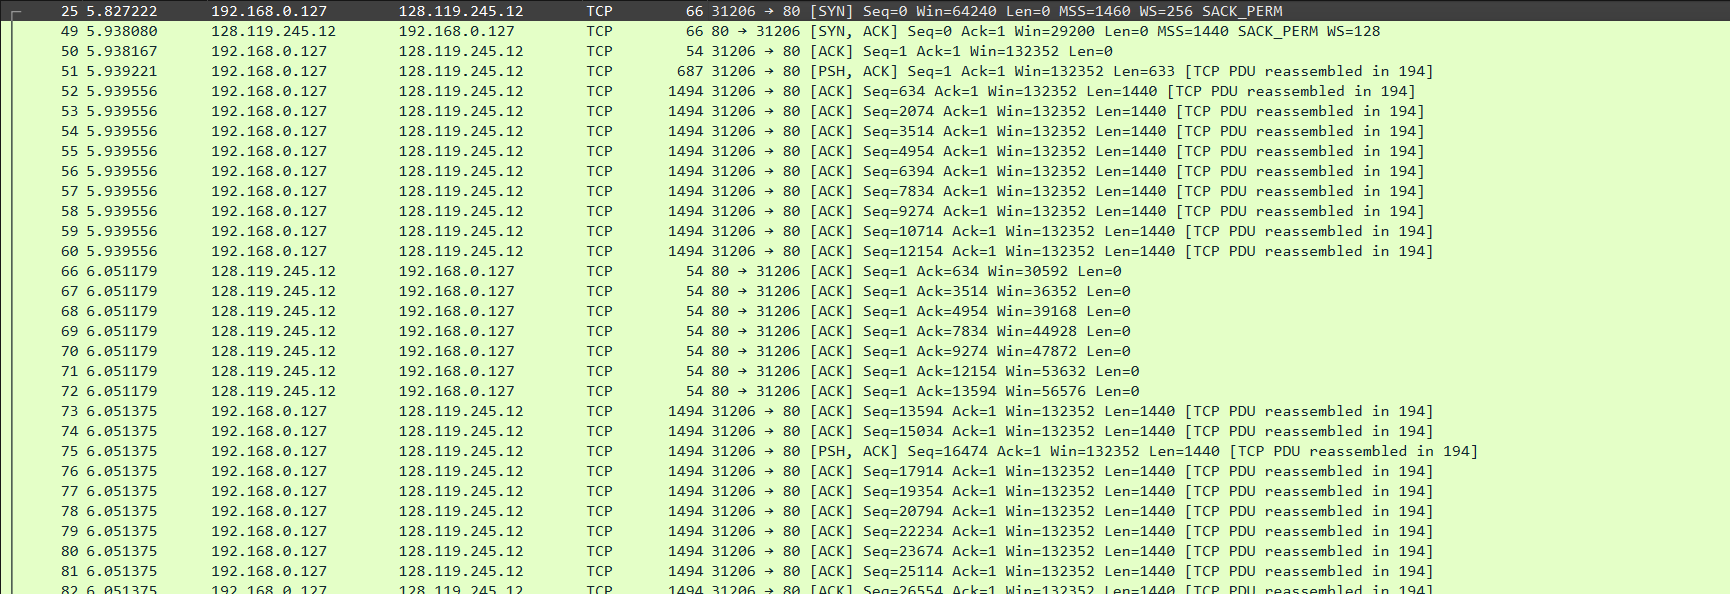 25 5.827222 192.168.0.127 128.119.245.12 TCP 66 31206 → 80 [SYN] Seq=0 Win=64240 Len=0 MSS=1460 WS=256 SACK_PERM
49 5.938080 128.119.245.12 192.168.0.127 TCP 66 80 → 31206 [SYN, ACK] Seq=0 Ack=1 Win=29200 Len=0 MSS=1440 SACK_PERM WS=128
50 5.938167 192.168.0.127 128.119.245.12 TCP 54 31206 → 80 [ACK] Seq=1 Ack=1 Win=132352 Len=0
51 5.939221 192.168.0.127 128.119.245.12 TCP 687 31206 → 80 [PSH, ACK] Seq=1 Ack=1 Win=132352 Len=633 [TCP PDU reassembled in 194]
52 5.939556 192.168.0.127 128.119.245.12 TCP 1494 31206 → 80 [ACK] Seq=634 Ack=1 Win=132352 Len=1440 [TCP PDU reassembled in 194]
53 5.939556 192.168.0.127 128.119.245.12 TCP 1494 31206 → 80 [ACK] Seq=2074 Ack=1 Win=132352 Len=1440 [TCP PDU reassembled in 194]
54 5.939556 192.168.0.127 128.119.245.12 TCP 1494 31206 → 80 [ACK] Seq=3514 Ack=1 Win=132352 Len=1440 [TCP PDU reassembled in 194]
55 5.939556 192.168.0.127 128.119.245.12 TCP 1494 31206 → 80 [ACK] Seq=4954 Ack=1 Win=132352 Len=1440 [TCP PDU reassembled in 194]
56 5.939556 192.168.0.127 128.119.245.12 TCP 1494 31206 → 80 [ACK] Seq=6394 Ack=1 Win=132352 Len=1440 [TCP PDU reassembled in 194]
57 5.939556 192.168.0.127 128.119.245.12 TCP 1494 31206 → 80 [ACK] Seq=7834 Ack=1 Win=132352 Len=1440 [TCP PDU reassembled in 194]
58 5.939556 192.168.0.127 128.119.245.12 TCP 1494 31206 → 80 [ACK] Seq=9274 Ack=1 Win=132352 Len=1440 [TCP PDU reassembled in 194]
59 5.939556 192.168.0.127 128.119.245.12 TCP 1494 31206 → 80 [ACK] Seq=10714 Ack=1 Win=132352 Len=1440 [TCP PDU reassembled in 194]
60 5.939556 192.168.0.127 128.119.245.12 TCP 1494 31206 → 80 [ACK] Seq=12154 Ack=1 Win=132352 Len=1440 [TCP PDU reassembled in 194]
66 6.051179 128.119.245.12 192.168.0.127 TCP 54 80 → 31206 [ACK] Seq=1 Ack=634 Win=30592 Len=0
67 6.051179 128.119.245.12 192.168.0.127 TCP 54 80 → 31206 [ACK] Seq=1 Ack=3514 Win=36352 Len=0
68 6.051179 128.119.245.12 192.168.0.127 TCP 54 80 → 31206 [ACK] Seq=1 Ack=4954 Win=39168 Len=0
69 6.051179 128.119.245.12 192.168.0.127 TCP 54 80 → 31206 [ACK] Seq=1 Ack=7834 Win=44928 Len=0
70 6.051179 128.119.245.12 192.168.0.127 TCP 54 80 → 31206 [ACK] Seq=1 Ack=9274 Win=47872 Len=0
71 6.051179 128.119.245.12 192.168.0.127 TCP 54 80 → 31206 [ACK] Seq=1 Ack=12154 Win=53632 Len=0
72 6.051179 128.119.245.12 192.168.0.127 TCP 54 80 → 31206 [ACK] Seq=1 Ack=13594 Win=56576 Len=0
73 6.051375 192.168.0.127 128.119.245.12 TCP 1494 31206 → 80 [ACK] Seq=13594 Ack=1 Win=132352 Len=1440 [TCP PDU reassembled in 194]
74 6.051375 192.168.0.127 128.119.245.12 TCP 1494 31206 → 80 [ACK] Seq=15034 Ack=1 Win=132352 Len=1440 [TCP PDU reassembled in 194]
75 6.051375 192.168.0.127 128.119.245.12 TCP 1494 31206 → 80 [PSH, ACK] Seq=16474 Ack=1 Win=132352 Len=1440 [TCP PDU reassembled in 194]
76 6.051375 192.168.0.127 128.119.245.12 TCP 1494 31206 → 80 [ACK] Seq=17914 Ack=1 Win=132352 Len=1440 [TCP PDU reassembled in 194]
77 6.051375 192.168.0.127 128.119.245.12 TCP 1494 31206 → 80 [ACK] Seq=19354 Ack=1 Win=132352 Len=1440 [TCP PDU reassembled in 194]
78 6.051375 192.168.0.127 128.119.245.12 TCP 1494 31206 → 80 [ACK] Seq=20794 Ack=1 Win=132352 Len=1440 [TCP PDU reassembled in 194]
79 6.051375 192.168.0.127 128.119.245.12 TCP 1494 31206 → 80 [ACK] Seq=22234 Ack=1 Win=132352 Len=1440 [TCP PDU reassembled in 194]
80 6.051375 192.168.0.127 128.119.245.12 TCP 1494 31206 → 80 [ACK] Seq=23674 Ack=1 Win=132352 Len=1440 [TCP PDU reassembled in 194]
81 6.051375 192.168.0.127 128.119.245.12 TCP 1494 31206 → 80 [ACK] Seq=25114 Ack=1 Win=132352 Len=1440 [TCP PDU reassembled in 194]
82 6.051375 192.168.0.127 128.119.245.12 TCP 1494 31206 → 80 [ACK] Seq=26554 Ack=1 Win=132352 Len=1440 [TCP PDU reassembled in 194]